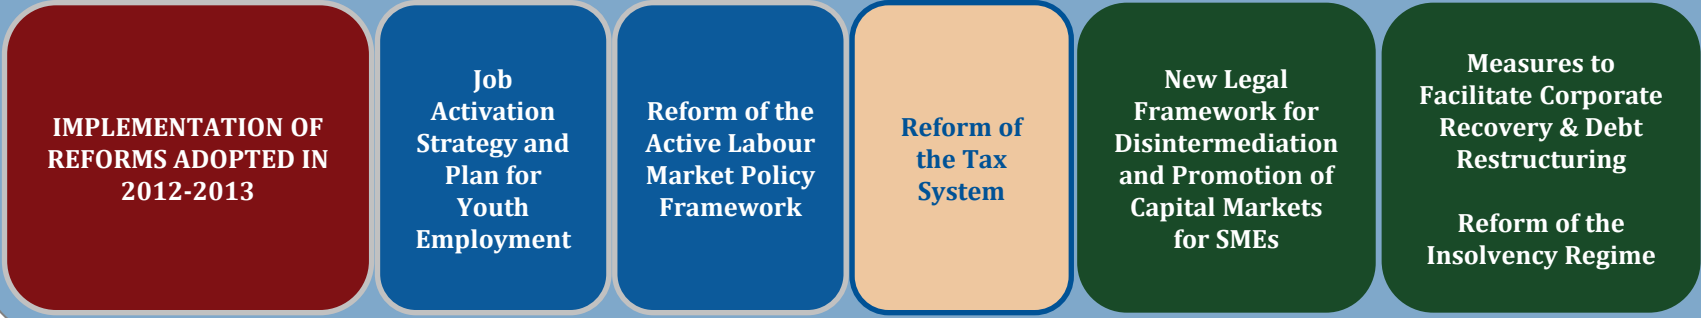 IMPLEMENTATION OF
REFORMS ADOPTED IN
2012-2013
Job
Activation
Strategy and
Plan for
Youth
Employment
Reform of the
Active Labour
Market Policy
Framework
Reform of
the Tax
System
New Legal
Framework for
Disintermediation
and Promotion of
Capital Markets
for SMEs
Measures to
Facilitate Corporate
Recovery & Debt
Restructuring
Reform of the
Insolvency Regime